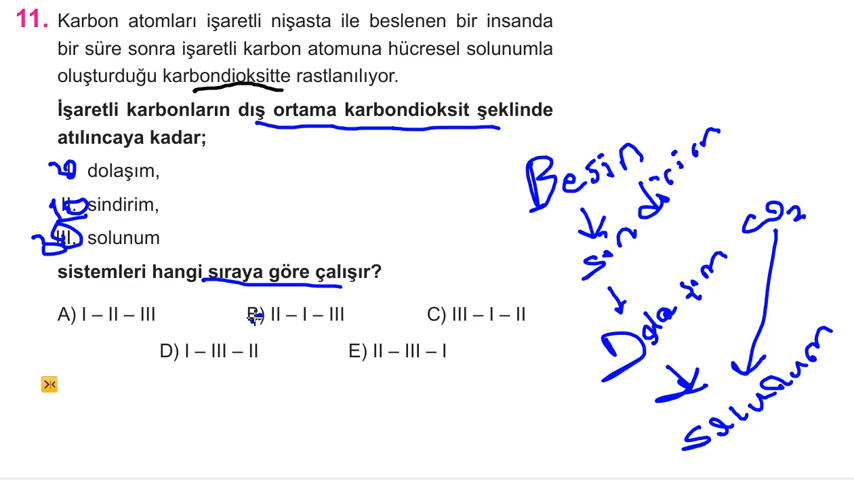 11. Karbon atomları işaretli nişasta ile beslenen bir insanda
bir süre sonra işaretli karbon atomuna hücresel solunumla
oluşturduğu karbondioksitte rastlanılıyor.
İşaretli karbonların dış ortama karbondioksit şeklinde
atılıncaya kadar;
dolaşım,
II. sindirim,
III. solunum
sistemleri hangi sıraya göre çalışır?
A) I – II – III
B) II – I – III
C) III – I – II
D) I – III – II
E) II – III – I
Besin
sindirim
Dolaşım
CO2
solunum